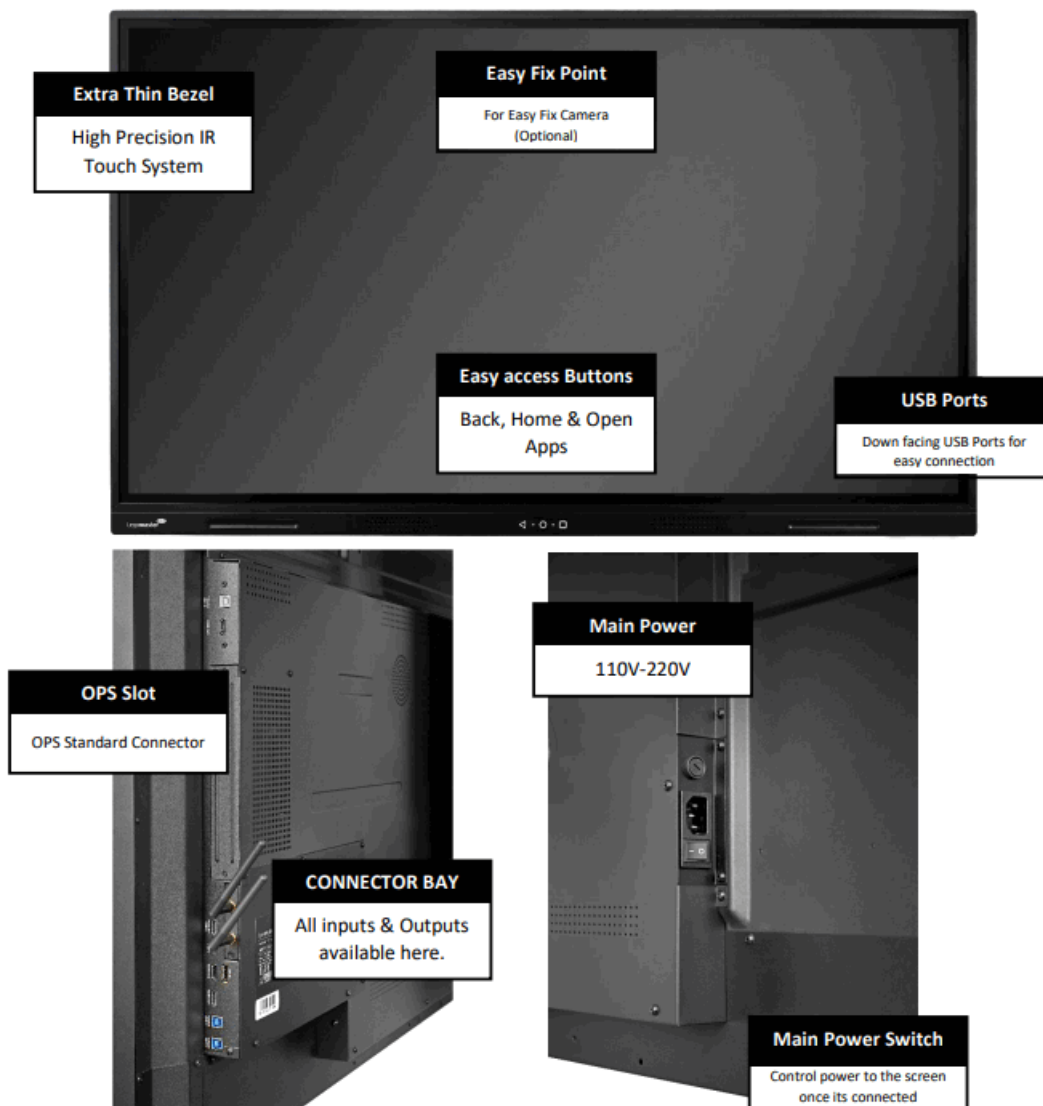 Extra Thin Bezel
High Precision IR
Touch System
Easy Fix Point
For Easy Fix Camera
(Optional)
Easy access Buttons
Back, Home & Open
Apps
USB Ports
Down facing USB Ports for
easy connection
Legamaster
OPS Slot
OPS Standard Connector
CONNECTOR BAY
All inputs & Outputs
available here.
Main Power
110V-220V
Main Power Switch
Control power to the screen
once its connected